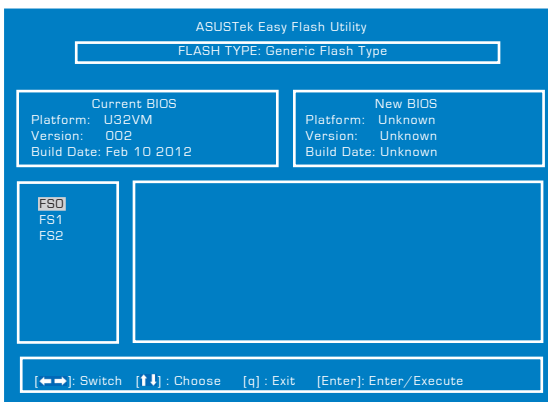 ASUSTek Easy Flash Utility
FLASH TYPE: Generic Flash Type
Current BIOS
Platform: U32VM
Version: 002
Build Date: Feb 10 2012
New BIOS
Platform: Unknown
Version: Unknown
Build Date: Unknown
FS0
FS1
FS2
[←→]: Switch [↑↓] : Choose [q] : Exit [Enter]: Enter/Execute